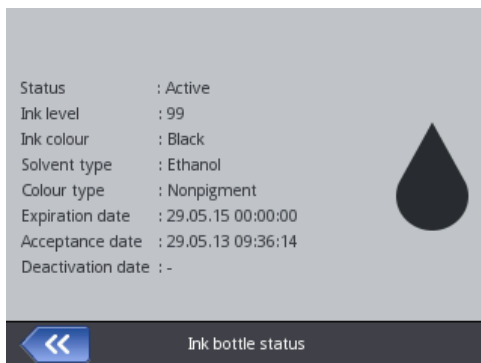 Status : Active
Ink level : 99
Ink colour : Black
Solvent type : Ethanol
Colour type : Nonpigment
Expiration date : 29.05.15 00:00:00
Acceptance date : 29.05.13 09:36:14
Deactivation date : -
Ink bottle status